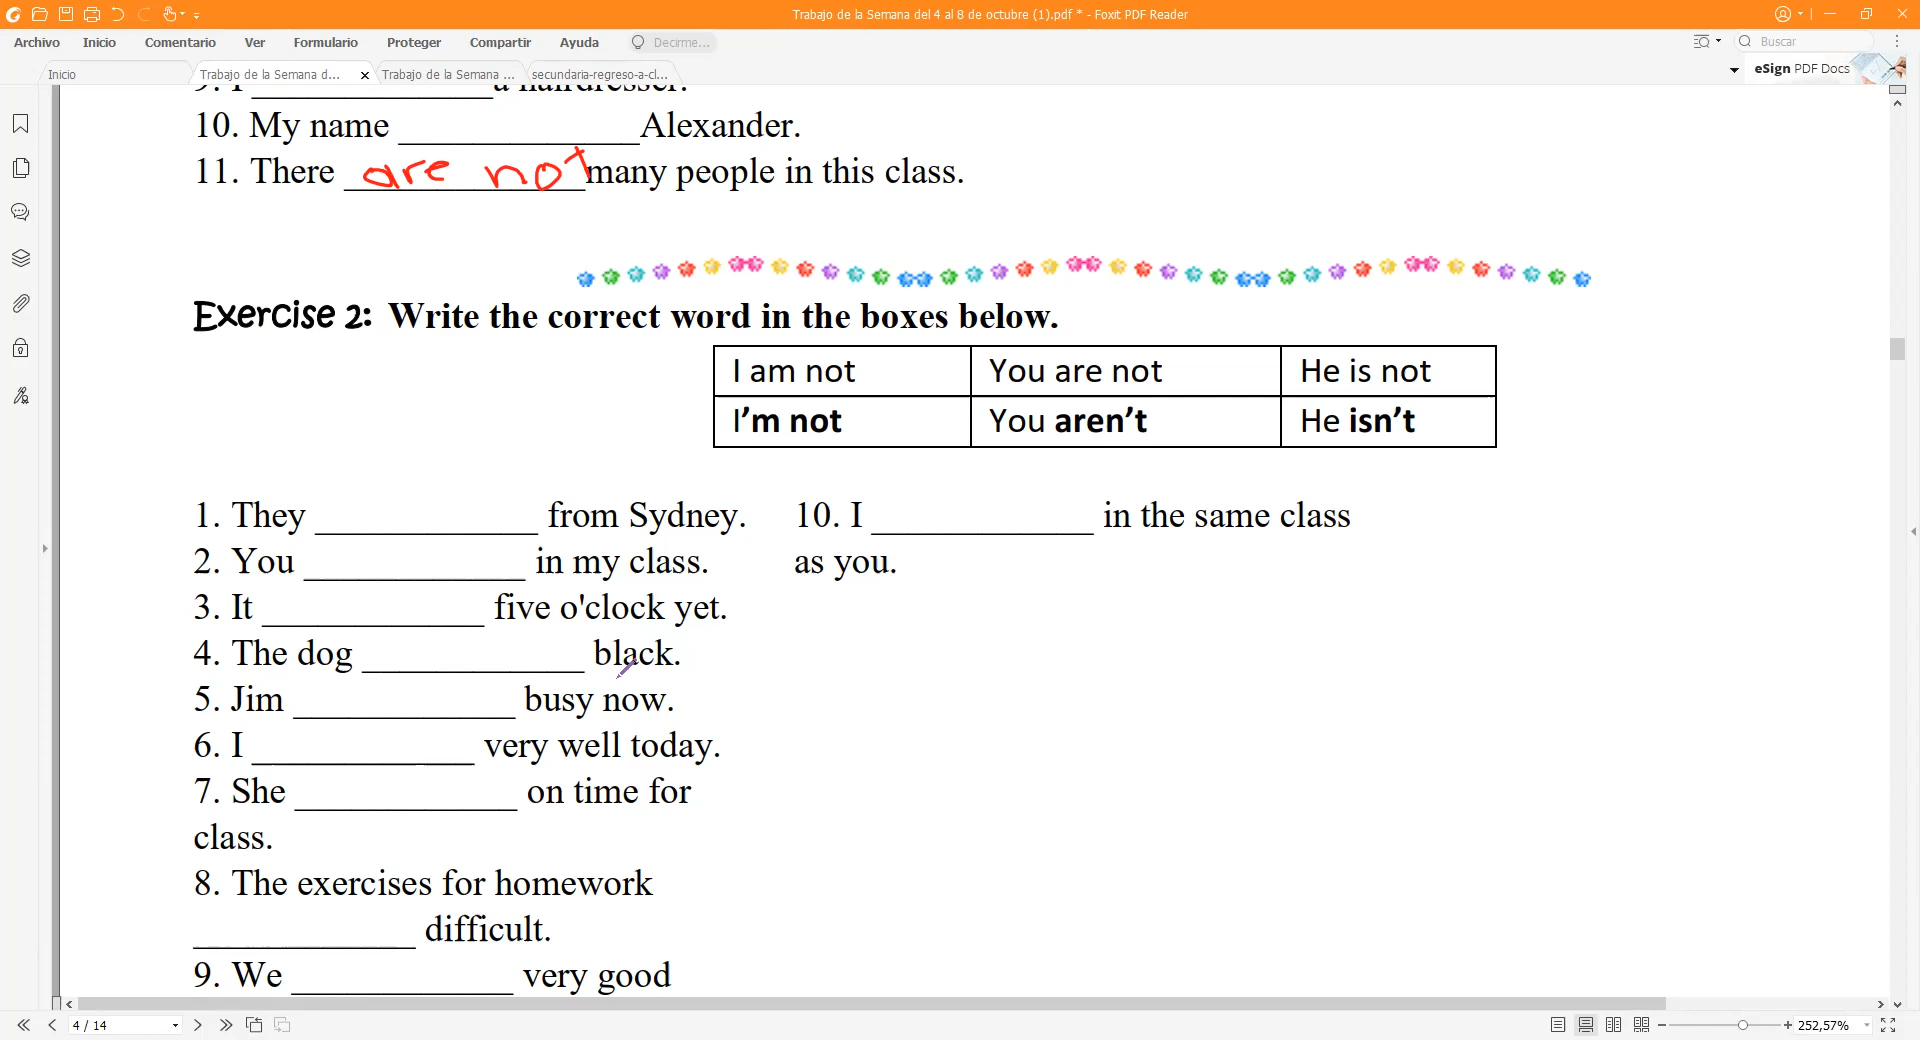 Trabajo de la Semana del 4 al 8 de octubre (1).pdf * - Foxit PDF Reader
Archivo Inicio Comentario Ver Formulario Proteger Compartir Ayuda Decirme... Buscar
Inicio Trabajo de la Semana d... Trabajo de la Semana ... secundaria-regreso-a-cl... eSign PDF Docs
9. I _____________a hairdresser.
10. My name _____________Alexander.
11. There are not many people in this class.
Exercise 2: Write the correct word in the boxes below.
I am not You are not He is not
I'm not You aren't He isn't
1. They ____________ from Sydney.
2. You ____________ in my class.
3. It ____________ five o'clock yet.
4. The dog ____________ black.
5. Jim ____________ busy now.
6. I ____________ very well today.
7. She ____________ on time for
class.
8. The exercises for homework
____________ difficult.
9. We ____________ very good
10. I ____________ in the same class
as you.
4 / 14 252,57%